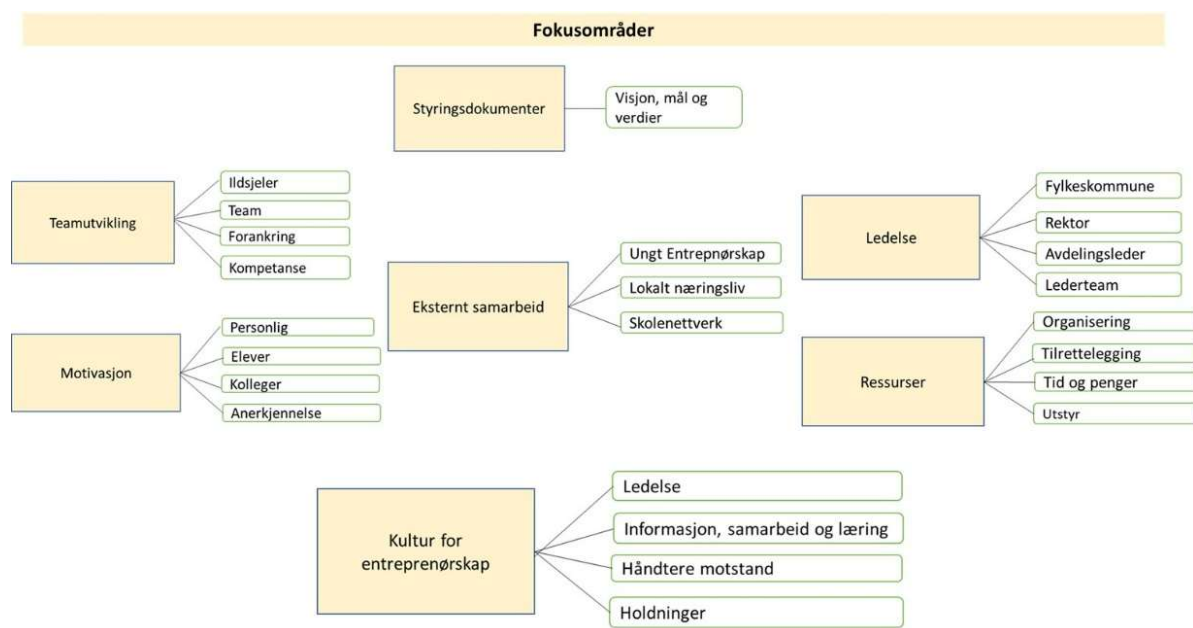 Fokusområder
Styringsdokumenter
Visjon, mål og
verdier
Teamutvikling
Ildsjeler
Team
Forankring
Kompetanse
Motivasjon
Personlig
Elever
Kolleger
Anerkjennelse
Eksternt samarbeid
Ungt Entrepnørskap
Lokalt næringsliv
Skolenettverk
Ledelse
Fylkeskommune
Rektor
Avdelingsleder
Lederteam
Ressurser
Organisering
Tilrettelegging
Tid og penger
Utstyr
Kultur for
entreprenørskap
Ledelse
Informasjon, samarbeid og læring
Håndtere motstand
Holdninger